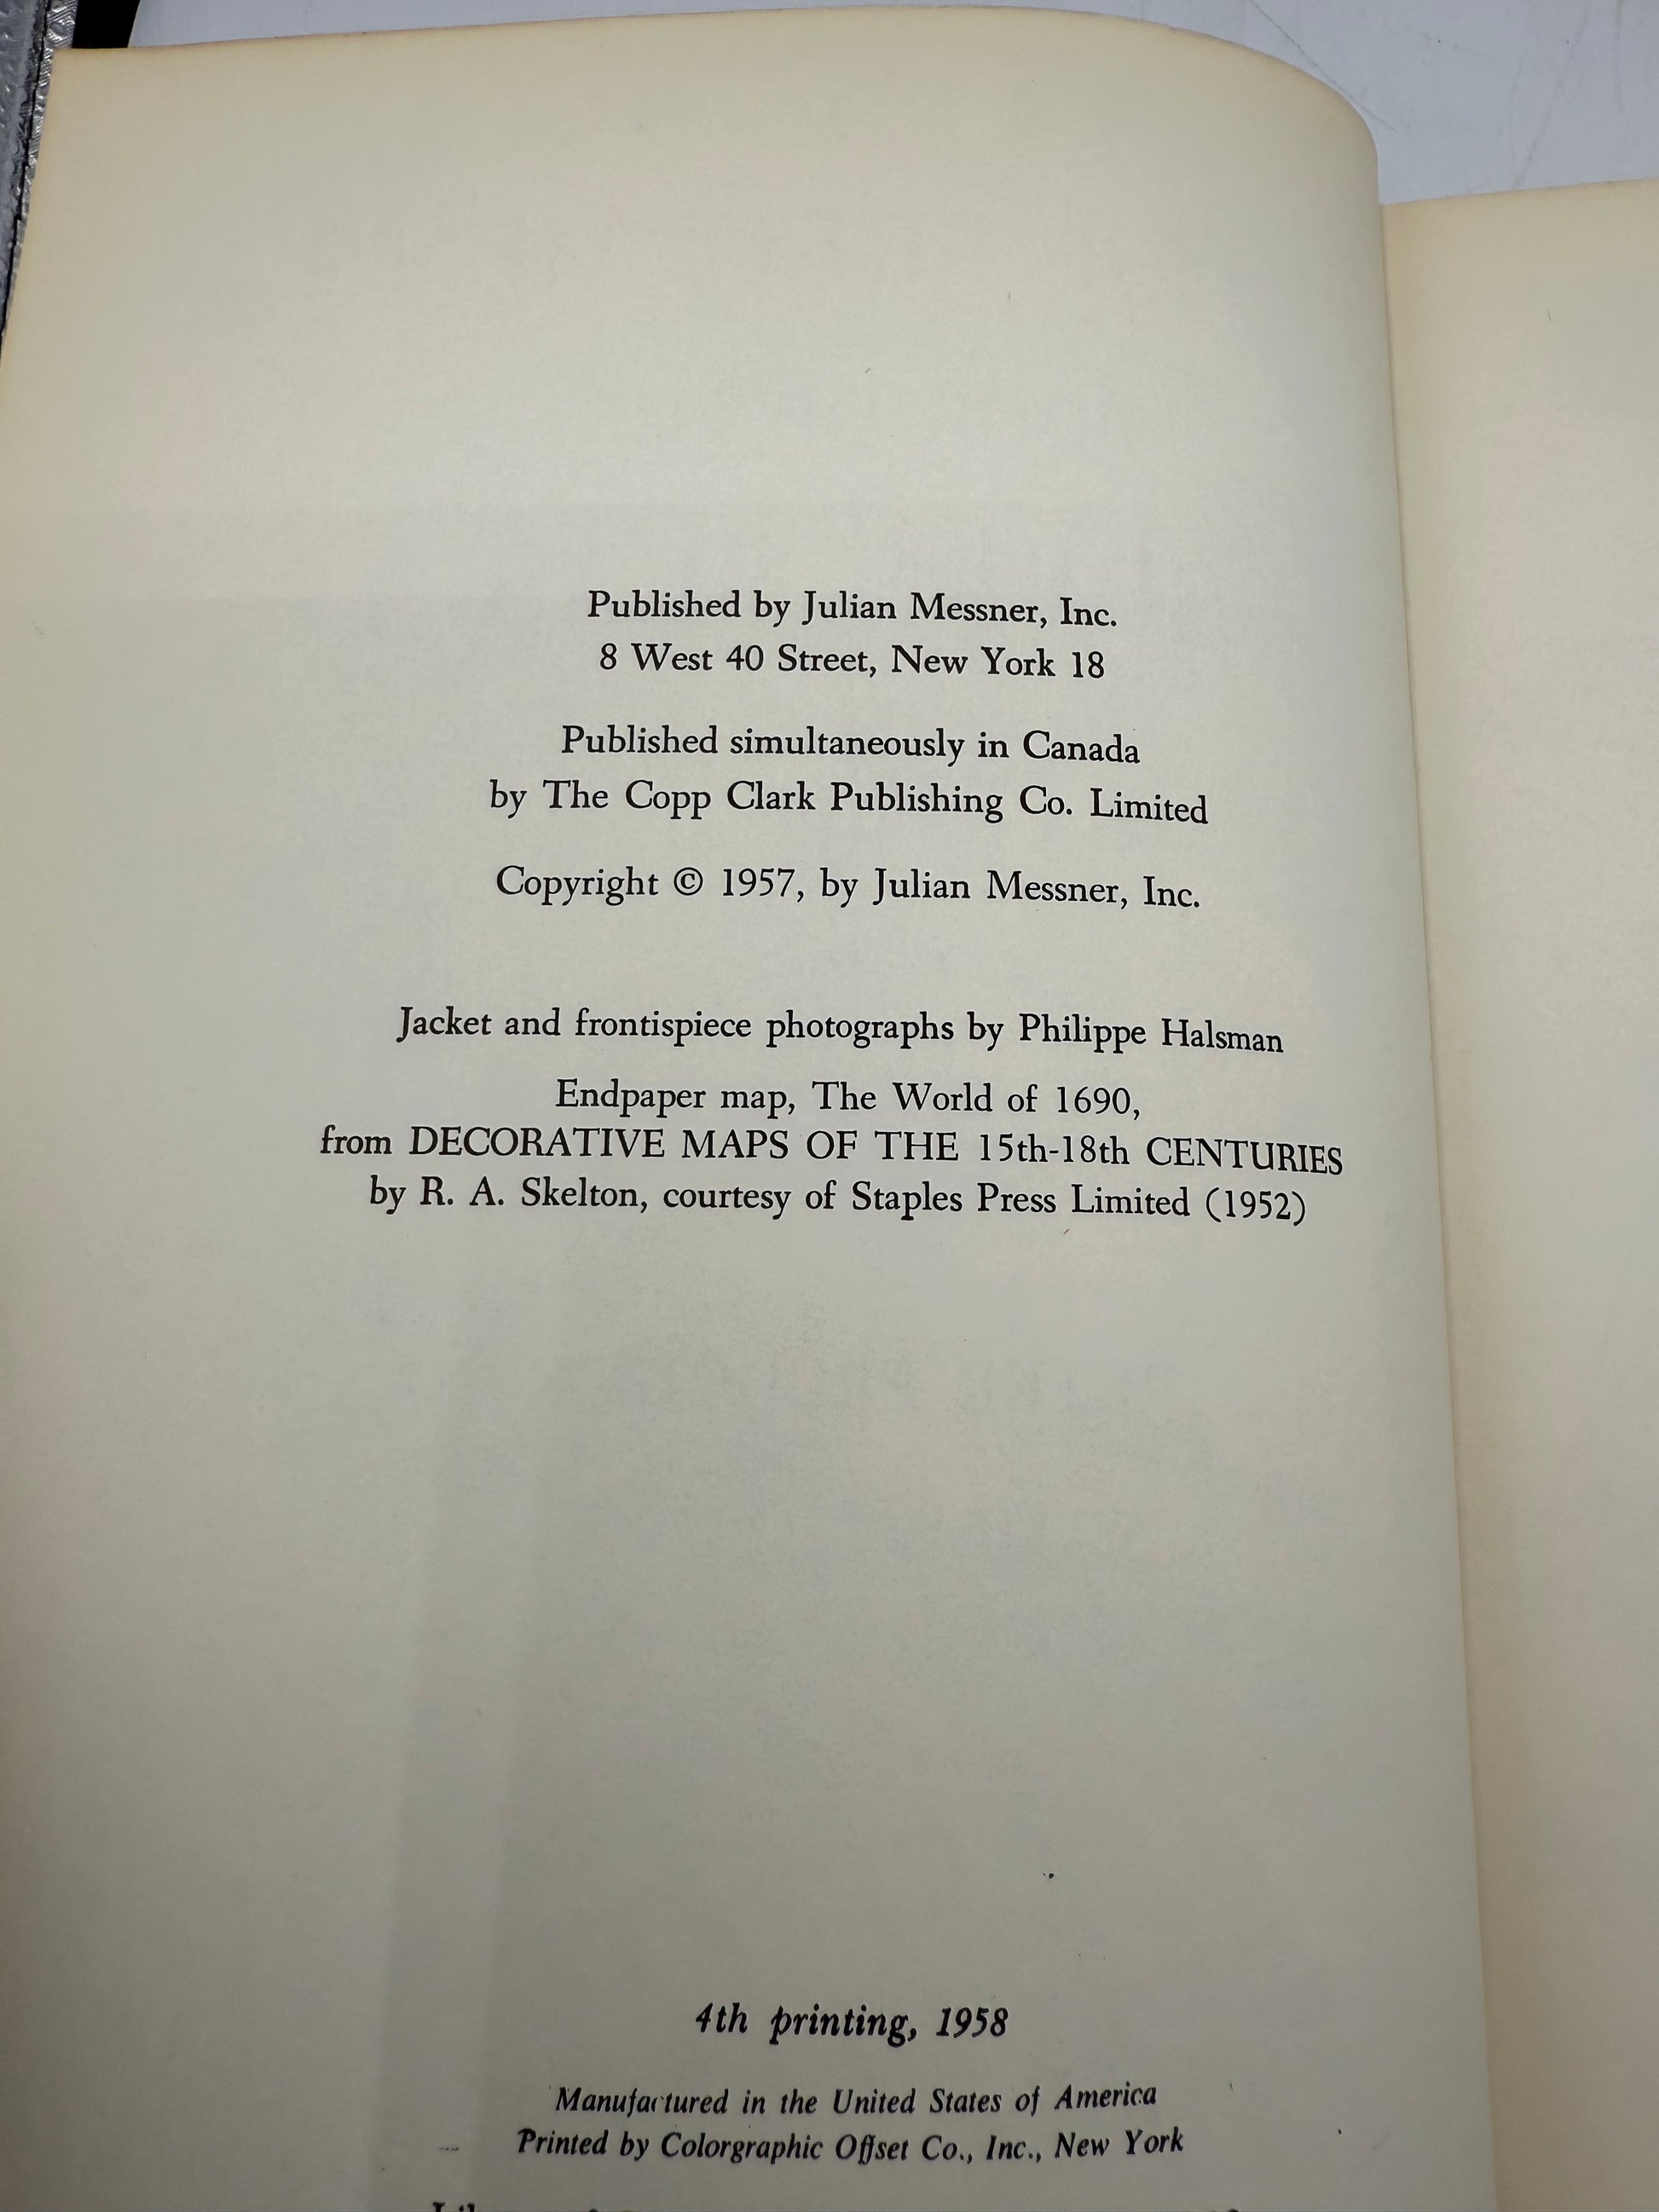 Published by Julian Messner, Inc.
8 West 40 Street, New York 18
Published simultaneously in Canada
by The Copp Clark Publishing Co. Limited
Copyright © 1957, by Julian Messner, Inc.
Jacket and frontispiece photographs by Philippe Halsman
Endpaper map, The World of 1690,
from DECORATIVE MAPS OF THE 15th-18th CENTURIES
by R. A. Skelton, courtesy of Staples Press Limited (1952)
4th printing, 1958
Manufactured in the United States of America
Printed by Colorgraphic Offset Co., Inc., New York